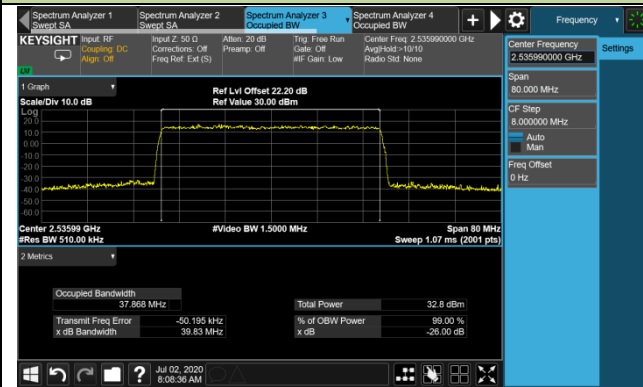 Spectrum Analyzer 1
Swept SA
Spectrum Analyzer 2
Swept SA
Spectrum Analyzer 3
Occupied BW
Spectrum Analyzer 4
Occupied BW
Frequency
KEYSIGHT
Input: RF
Coupling: DC
Align: Off
Input Z: 50 Ω
Corrections: Off
Freq Ref: Ext (S)
Atten: 20 dB
Preamp: Off
Trig: Free Run
Gate: Off
#IF Gain: Low
Center Freq: 2.535990000 GHz
Avg|Hold:>10/10
Radio Std: None
LV
1 Graph
Scale/Div 10.0 dB
Ref Lvl Offset 22.20 dB
Ref Value 30.00 dBm
Log
20.0
10.0
0.00
-10.0
-20.0
-30.0
-40.0
-50.0
-60.0
Center 2.53599 GHz
#Res BW 510.00 kHz
#Video BW 1.5000 MHz
Span 80 MHz
Sweep 1.07 ms (2001 pts)
2 Metrics
Occupied Bandwidth
37.868 MHz
Transmit Freq Error -50.195 kHz
x dB Bandwidth 39.83 MHz
Total Power 32.8 dBm
% of OBW Power 99.00 %
x dB -26.00 dB
Jul 02, 2020
8:08:36 AM
Center Frequency
2.535990000 GHz
Span
80.000 MHz
CF Step
8.000000 MHz
Auto
Man
Freq Offset
0 Hz
Settings